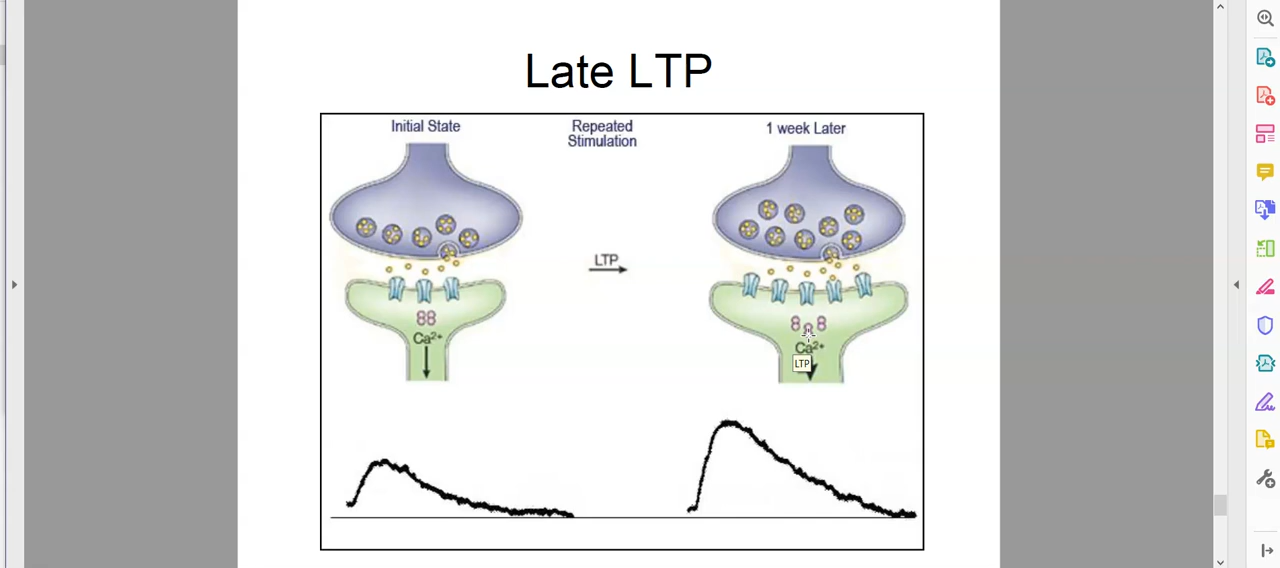 Late LTP
Initial State
Repeated
Stimulation
1 week Later
LTP
Ca2+
Ca2+
LTP